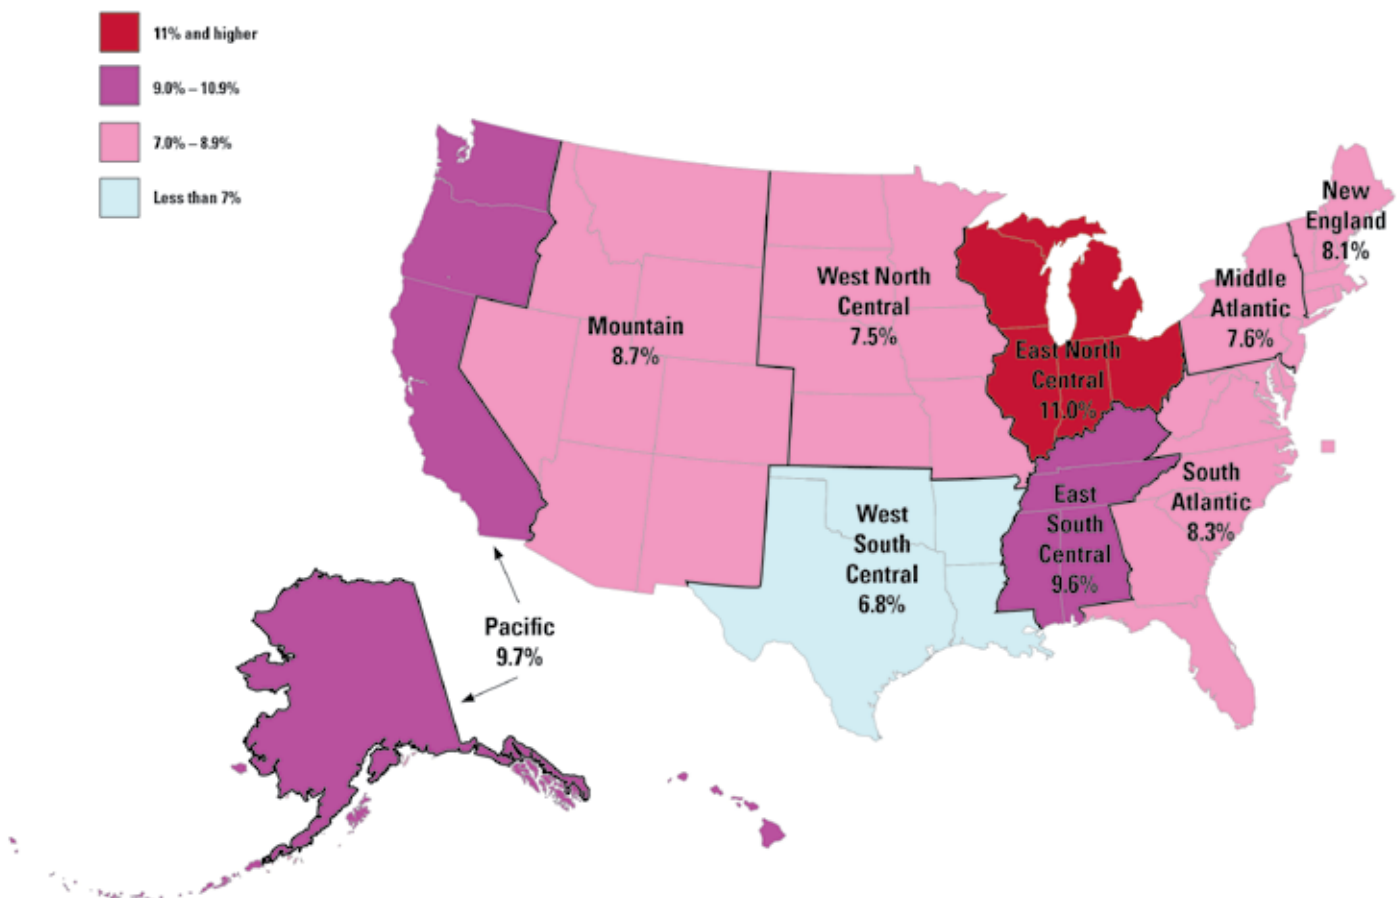 11% and higher
9.0% – 10.9%
7.0% – 8.9%
Less than 7%
New
England
8.1%
Middle
Atlantic
7.6%
West North
Central
7.5%
Mountain
8.7%
East North
Central
11.0%
South
Atlantic
8.3%
East
South
Central
9.6%
West
South
Central
6.8%
Pacific
9.7%